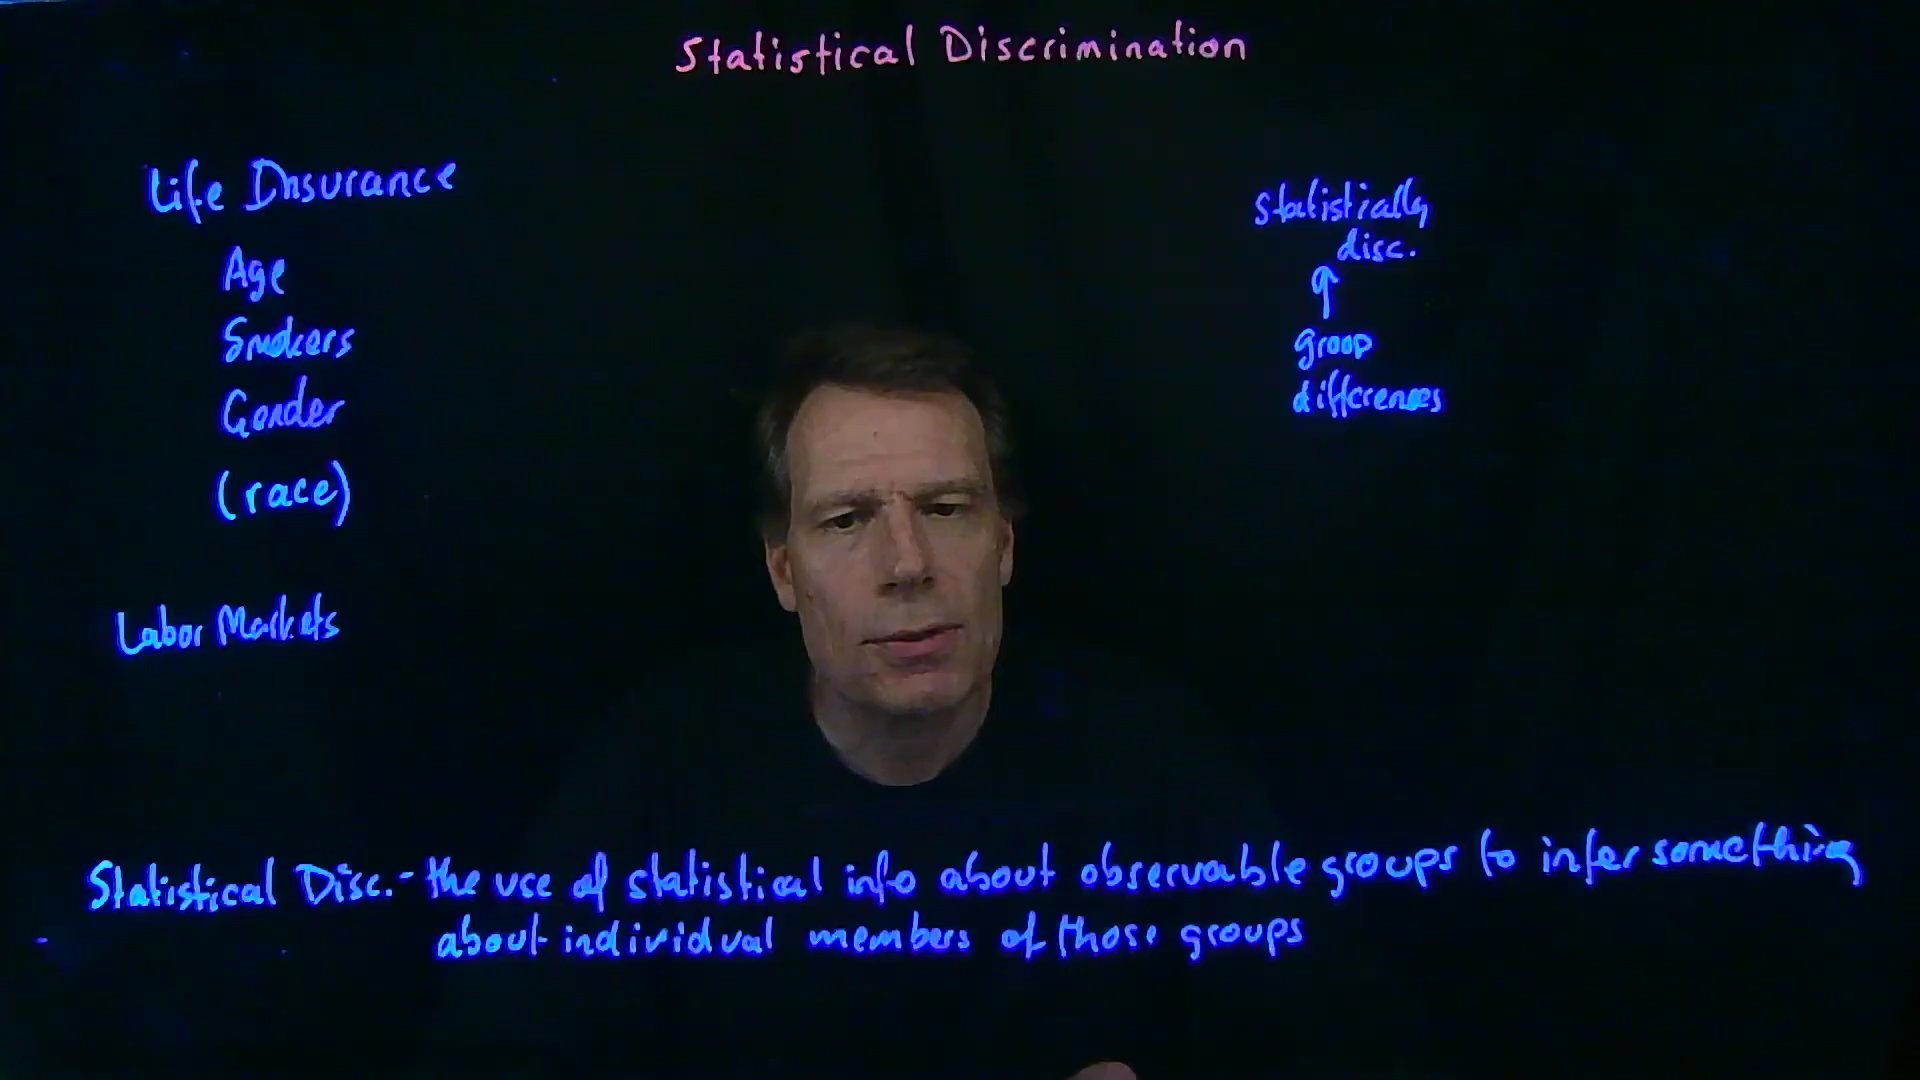 Statistical Discrimination
Life Insurance
Age
Smokers
Gender
(race)
Labor Markets
Statistically
disc.
↑
group
differences
Statistical Disc. - the use of statistical info about observable groups to infer something
about individual members of those groups